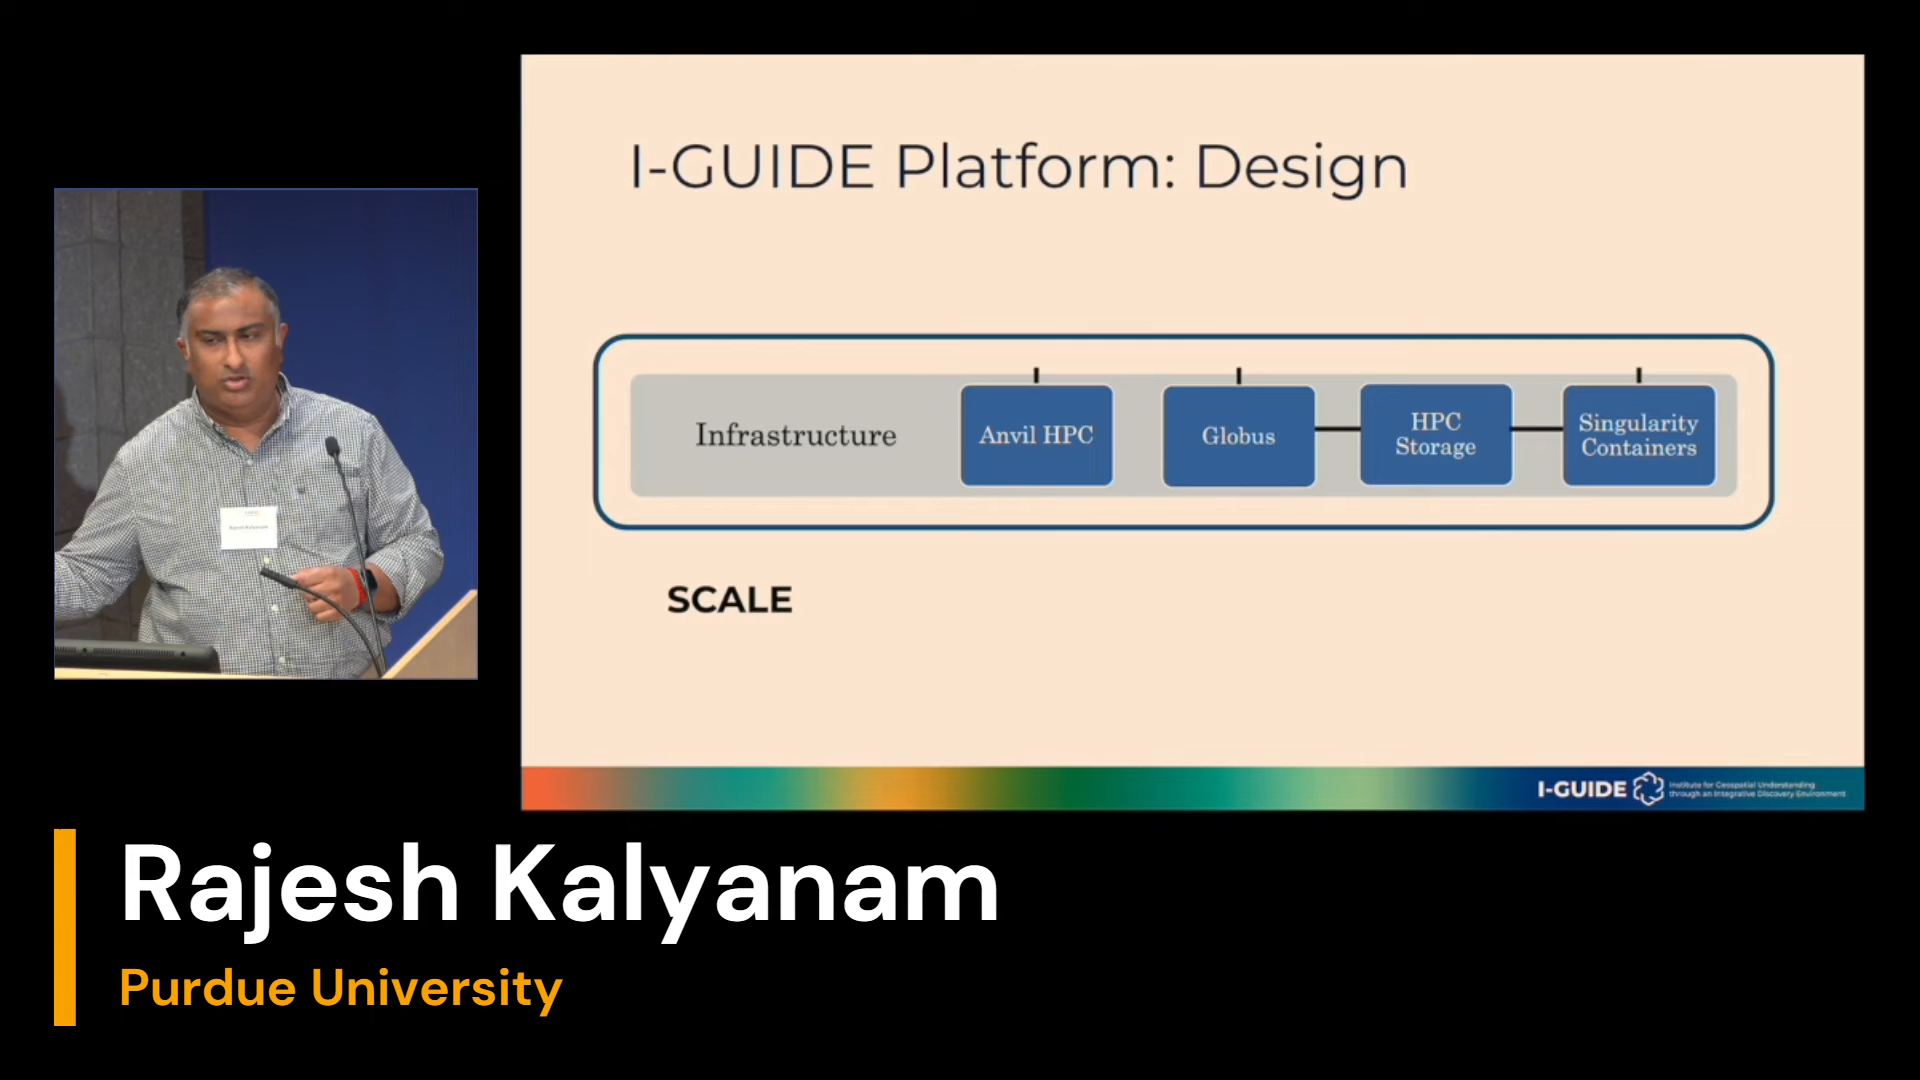 I-GUIDE Platform: Design
Infrastructure
Anvil HPC
Globus
HPC
Storage
Singularity
Containers
SCALE
I-GUIDE
Institute for Geospatial Understanding
through an Integrative Discovery Environment
Rajesh Kalyanam
Purdue University